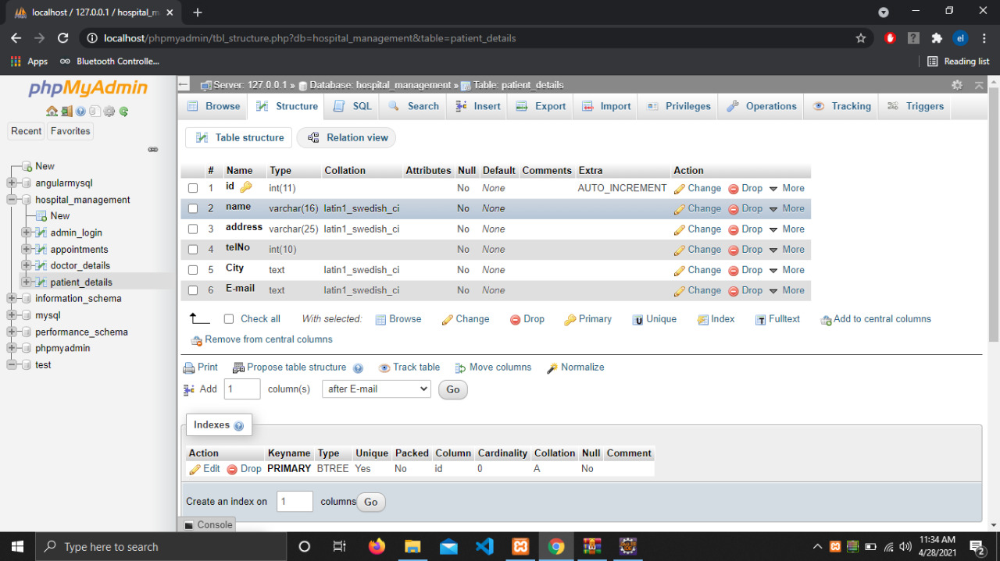 localhost / 127.0.0.1 / hospital_m
localhost/phpmyadmin/tbl_structure.php?db=hospital_management&table=patient_details
el
Apps Bluetooth Controlle... Reading list
phpMyAdmin
Recent Favorites
New
angularmysql
hospital_management
New
admin_login
appointments
doctor_details
patient_details
information_schema
mysql
performance_schema
phpmyadmin
test
Server: 127.0.0.1 » Database: hospital_management » Table: patient_details
Browse Structure SQL Search Insert Export Import Privileges Operations Tracking Triggers
Table structure Relation view
# Name Type Collation Attributes Null Default Comments Extra Action
1 id int(11) No None AUTO_INCREMENT Change Drop More
2 name varchar(16) latin1_swedish_ci No None Change Drop More
3 address varchar(25) latin1_swedish_ci No None Change Drop More
4 telNo int(10) No None Change Drop More
5 City text latin1_swedish_ci No None Change Drop More
6 E-mail text latin1_swedish_ci No None Change Drop More
Check all With selected: Browse Change Drop Primary Unique Index Fulltext Add to central columns
Remove from central columns
Print Propose table structure Track table Move columns Normalize
Add 1 column(s) after E-mail Go
Indexes
Action Keyname Type Unique Packed Column Cardinality Collation Null Comment
Edit Drop PRIMARY BTREE Yes No id 0 A No
Create an index on 1 columns Go
Console
Type here to search
11:34 AM
4/28/2021
2